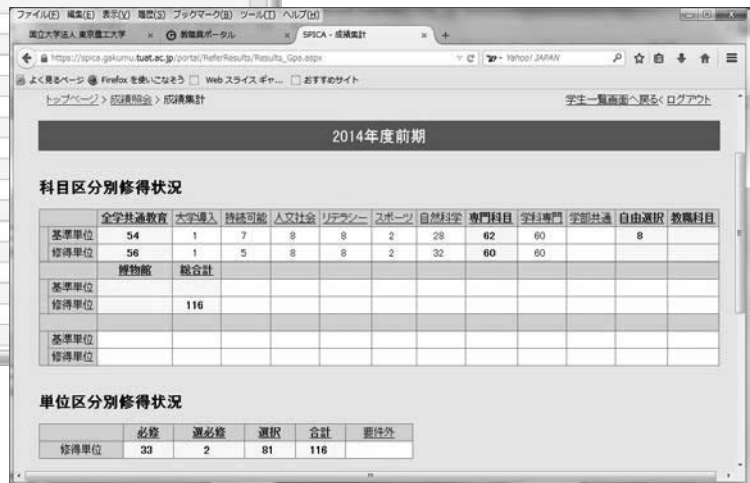 ファイル(F) 編集(E) 表示(V) 履歴(S) ブックマーク(B) ツール(T) ヘルプ(H)
国立大学法人 東京農工大学 × 教職員ポータル × SPICA - 成績集計 × +
https://spica.gakumu.tuat.ac.jp/portal/ReferResults/Results_Gpa.aspx Yahoo! JAPAN
よく見るページ Firefox を使いこなそう Web スライス ギャ... おすすめサイト
トップページ > 成績照会 > 成績集計 学生一覧画面へ戻る< ログアウト
2014年度前期
科目区分別修得状況
全学共通教育 大学導入 持続可能 人文社会 リテラシー スポーツ 自然科学 専門科目 学科専門 学部共通 自由選択 教職科目
基準単位 54 1 7 8 8 2 28 62 60 8
修得単位 56 1 5 8 8 2 32 60 60
博物館 総合計
基準単位
修得単位 116
基準単位
修得単位
単位区分別修得状況
必修 選必修 選択 合計 要件外
修得単位 33 2 81 116